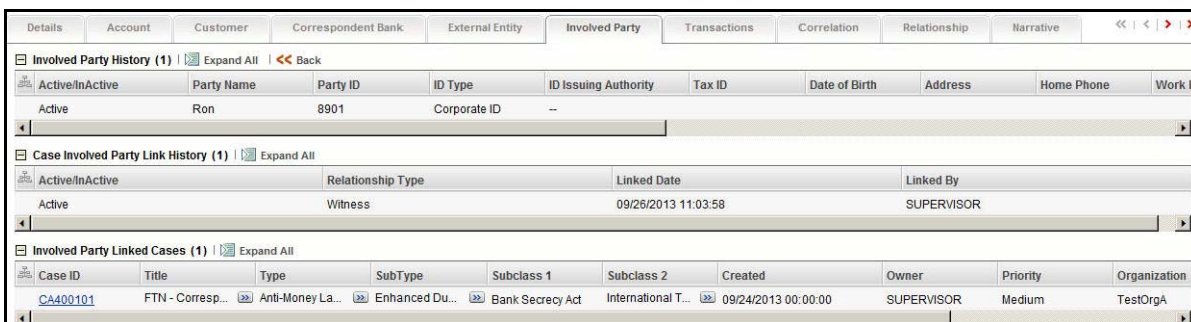 Details Account Customer Correspondent Bank External Entity Involved Party Transactions Correlation Relationship Narrative
Involved Party History (1) Expand All Back
Active/InActive Party Name Party ID ID Type ID Issuing Authority Tax ID Date of Birth Address Home Phone Work
Active Ron 8901 Corporate ID --
Case Involved Party Link History (1) Expand All
Active/InActive Relationship Type Linked Date Linked By
Active Witness 09/26/2013 11:03:58 SUPERVISOR
Involved Party Linked Cases (1) Expand All
Case ID Title Type SubType Subclass 1 Subclass 2 Created Owner Priority Organization
CA400101 FTN - Corresp... Anti-Money La... Enhanced Du... Bank Secrecy Act International T... 09/24/2013 00:00:00 SUPERVISOR Medium TestOrgA